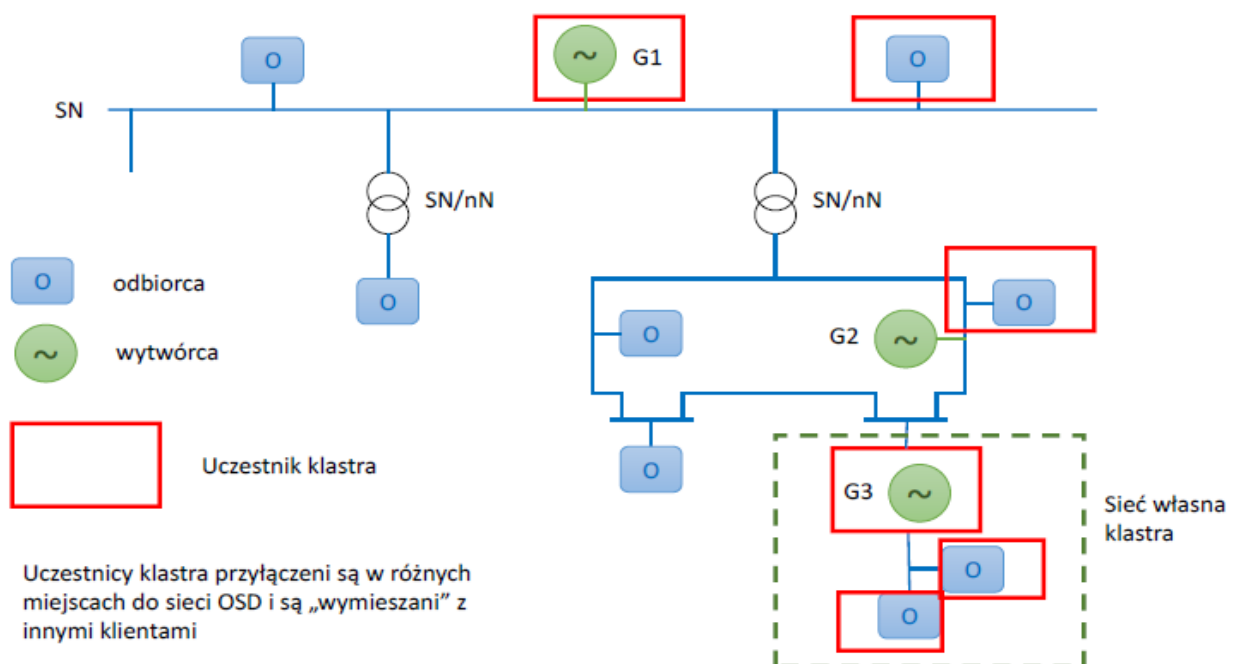 O
G1
O
SN
SN/nN
SN/nN
O
odbiorca
O
O
O
G2
wytwórca
O
Uczestnik klastra
G3
Sieć własna
klastra
O
O
Uczestnicy klastra przyłączeni są w różnych
miejscach do sieci OSD i są „wymieszani” z
innymi klientami